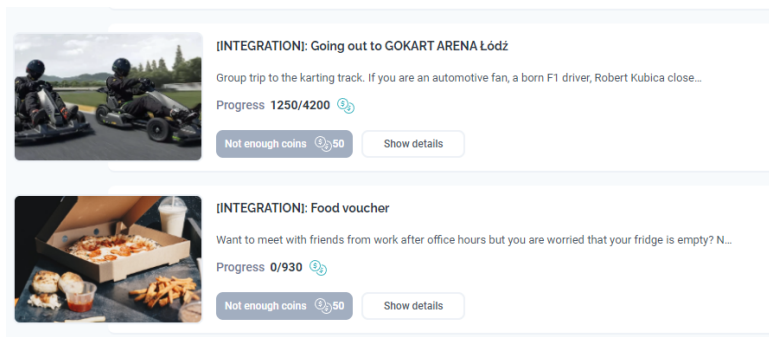 [INTEGRATION]: Going out to GOKART ARENA Łódź
Group trip to the karting track. If you are an automotive fan, a born F1 driver, Robert Kubica close...
Progress 1250/4200
Not enough coins 50
Show details
[INTEGRATION]: Food voucher
Want to meet with friends from work after office hours but you are worried that your fridge is empty? N...
Progress 0/930
Not enough coins 50
Show details